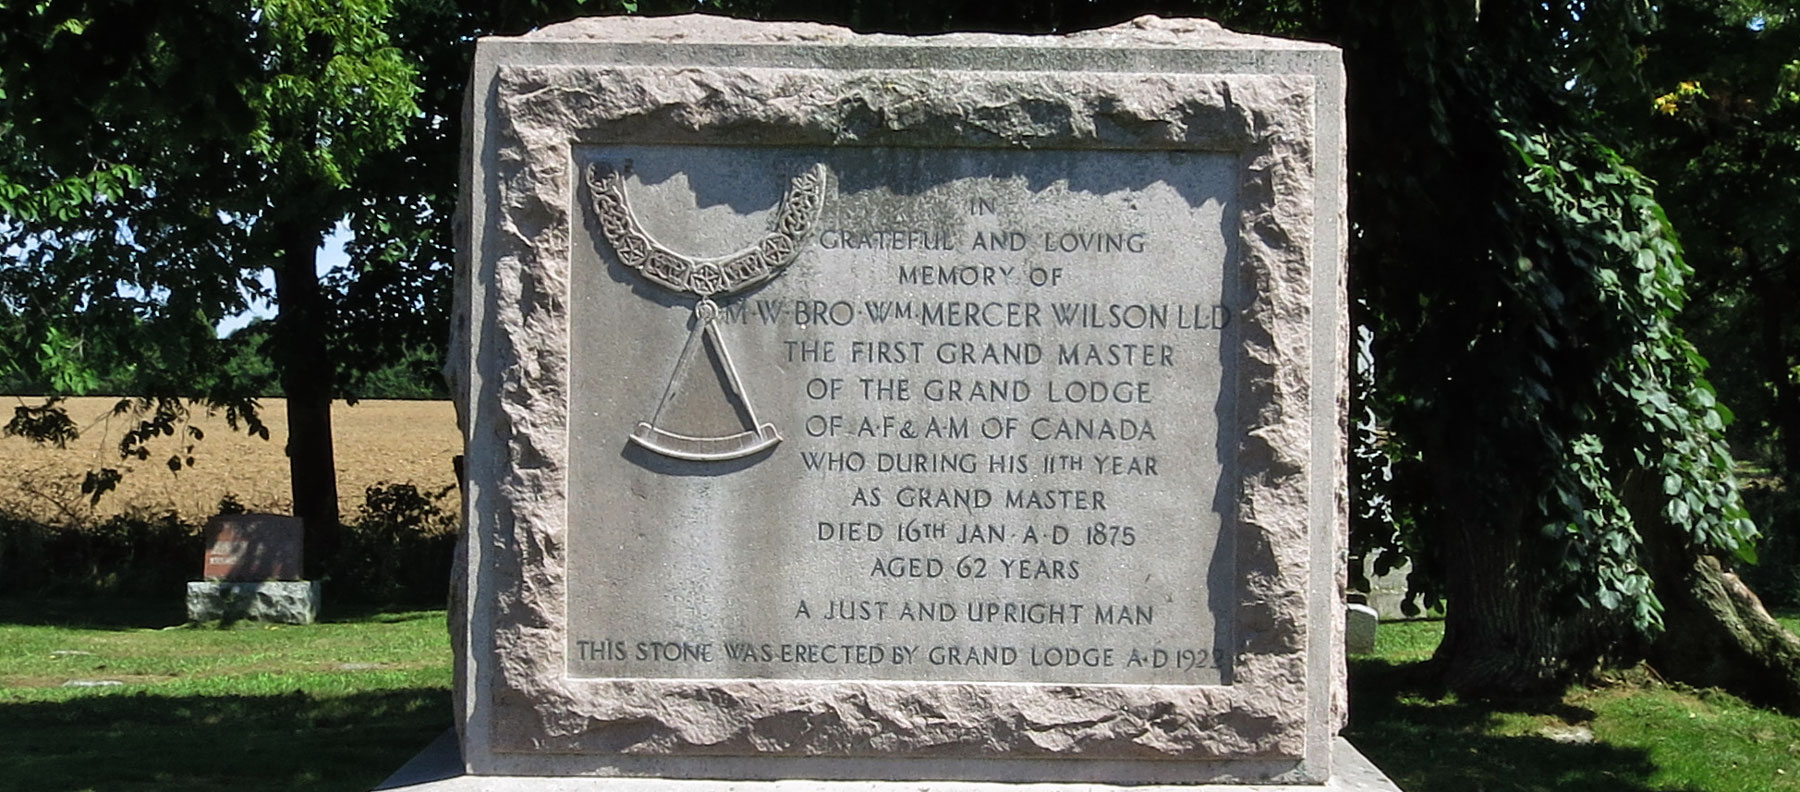 IN
GRATEFUL AND LOVING
MEMORY OF
M·W·BRO·WM·MERCER WILSON LL·D
THE FIRST GRAND MASTER
OF THE GRAND LODGE
OF A·F & A·M OF CANADA
WHO DURING HIS 11TH YEAR
AS GRAND MASTER
DIED 16TH JAN·A·D 1875
AGED 62 YEARS
A JUST AND UPRIGHT MAN
THIS STONE WAS ERECTED BY GRAND LODGE A·D 1922